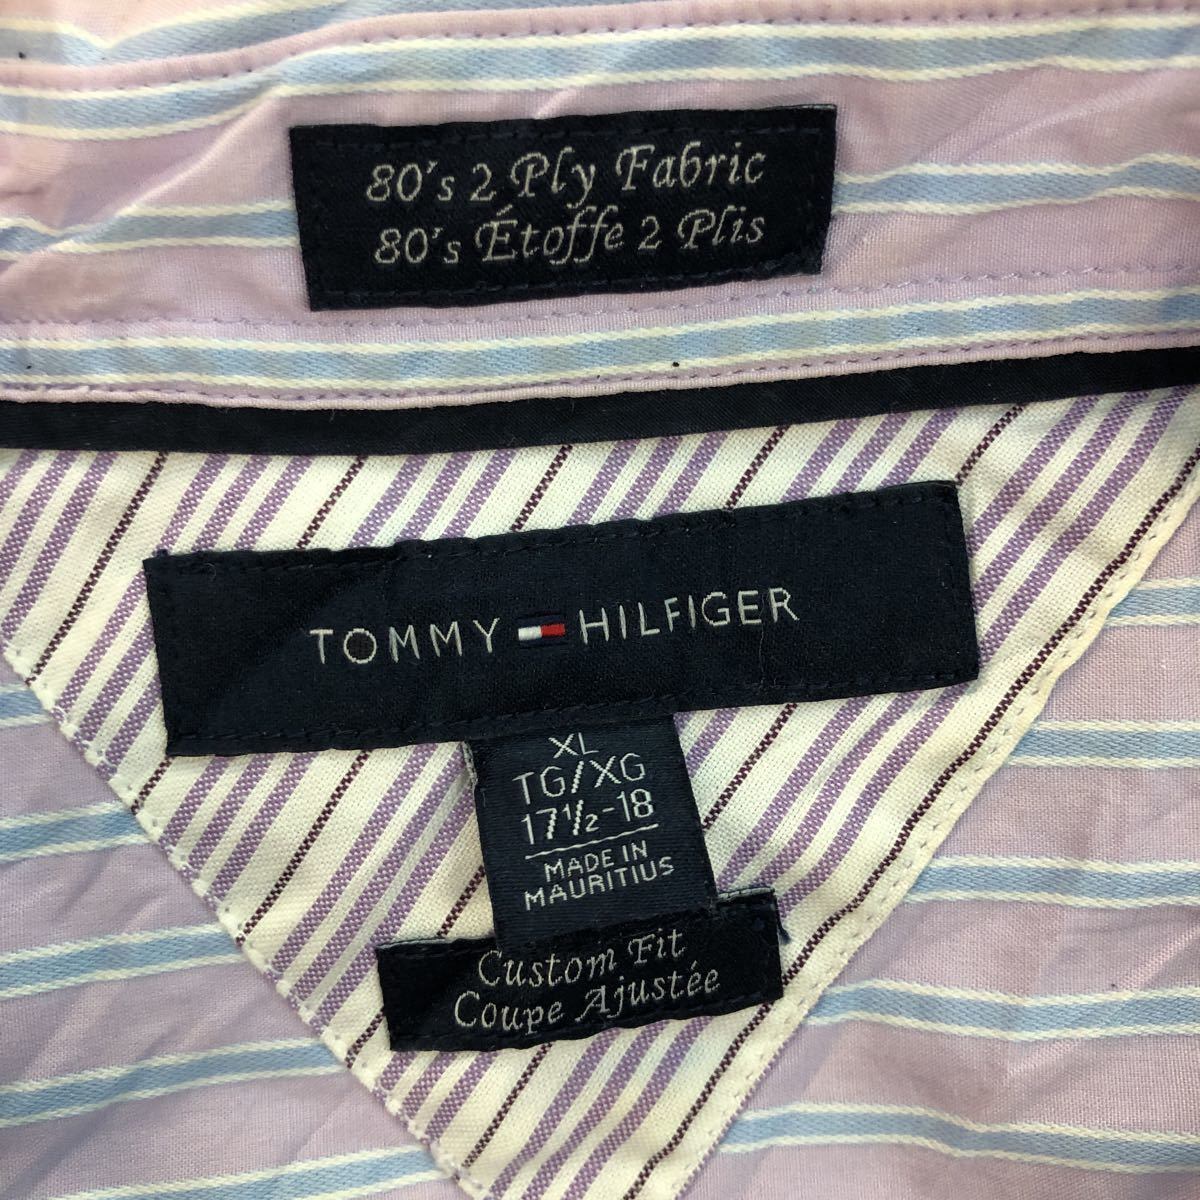 80's 2 Ply Fabric
80's Étoffe 2 Plis
TOMMY HILFIGER
XL
TG/XG
17½-18
MADE IN
MAURITIUS
Custom Fit
Coupe Ajustée